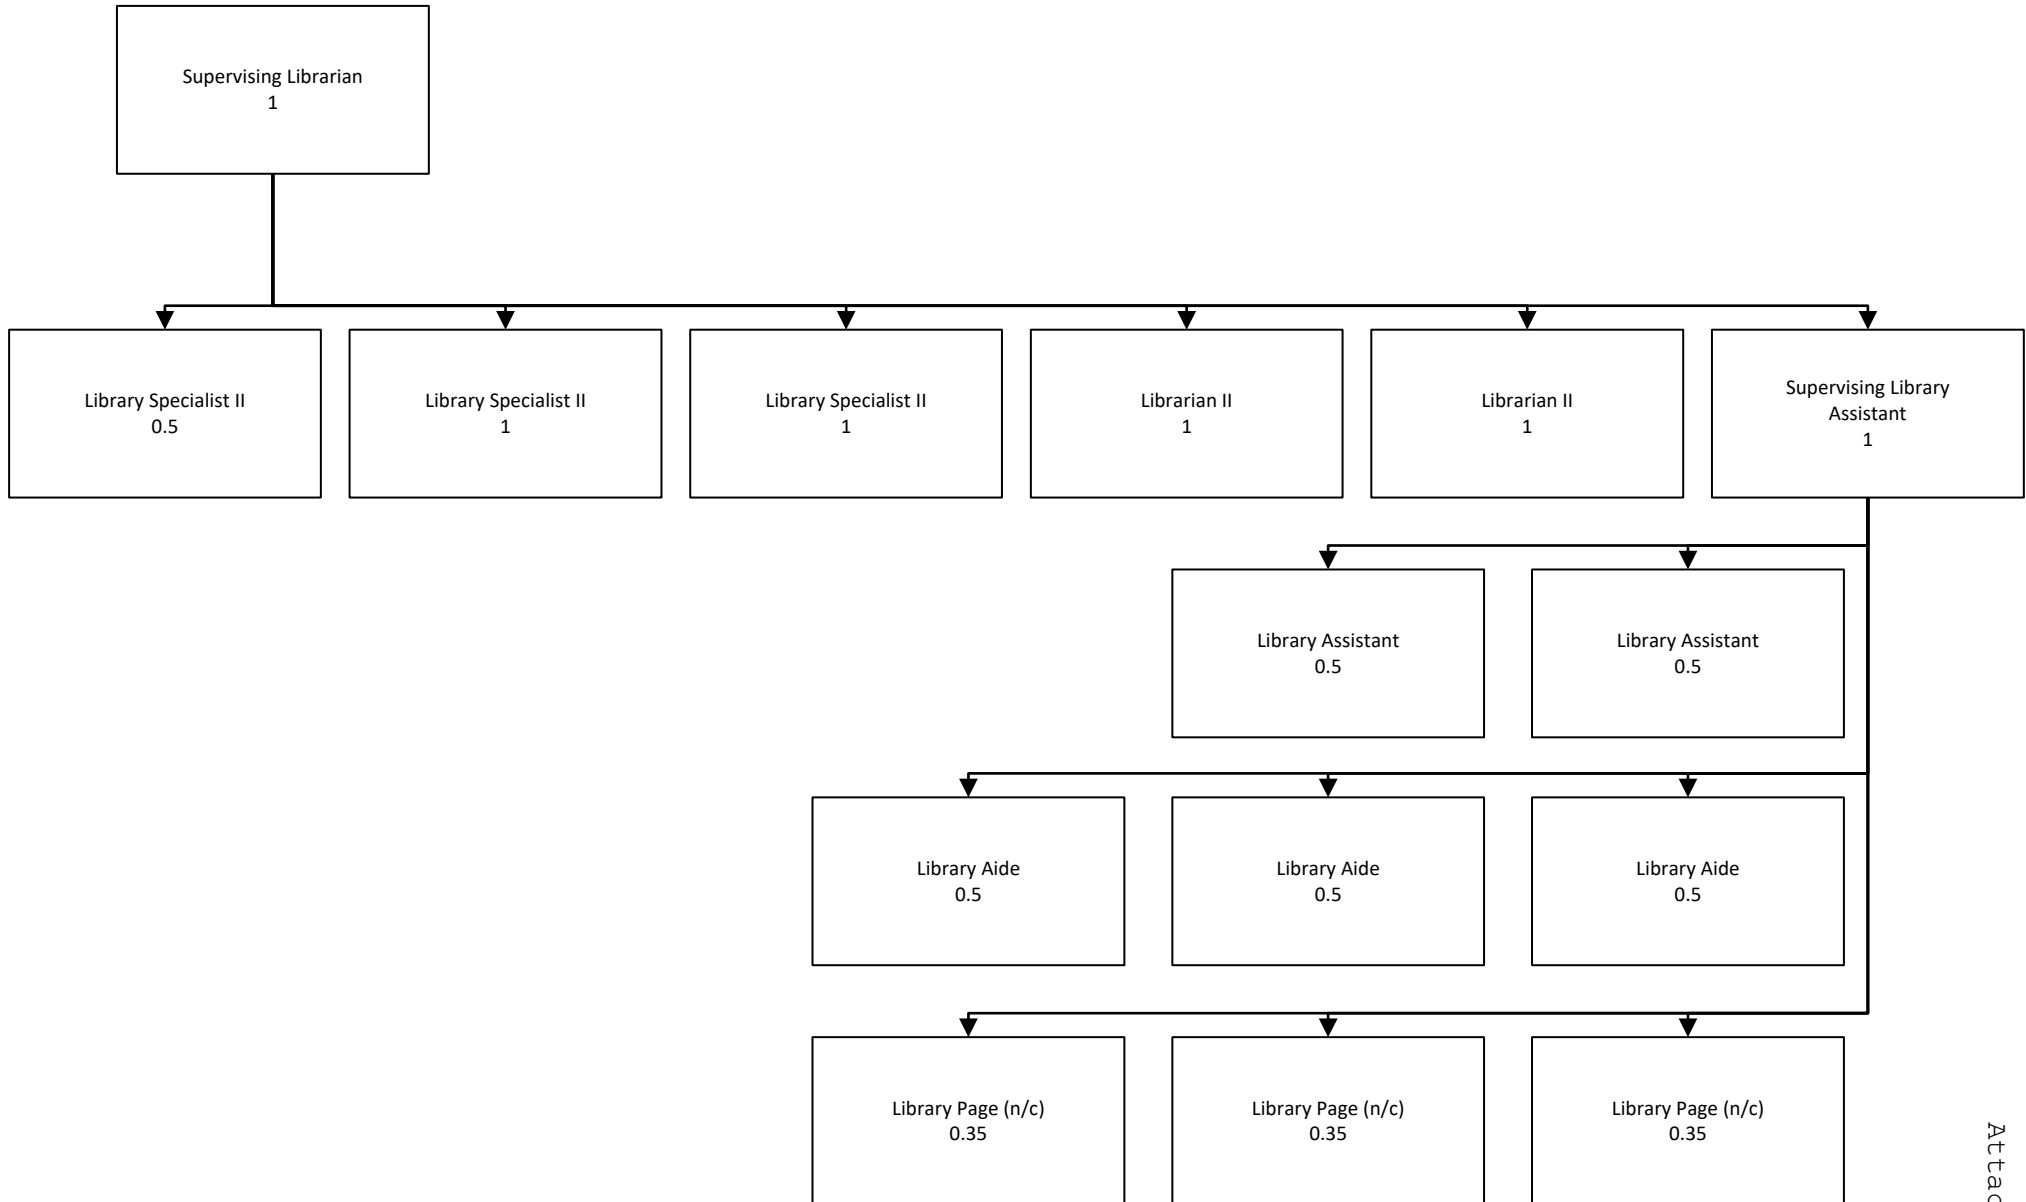 Supervising Librarian
1
Library Specialist II
0.5
Library Specialist II
1
Library Specialist II
1
Librarian II
1
Librarian II
1
Supervising Library
Assistant
1
Library Assistant
0.5
Library Assistant
0.5
Library Aide
0.5
Library Aide
0.5
Library Aide
0.5
Library Page (n/c)
0.35
Library Page (n/c)
0.35
Library Page (n/c)
0.35